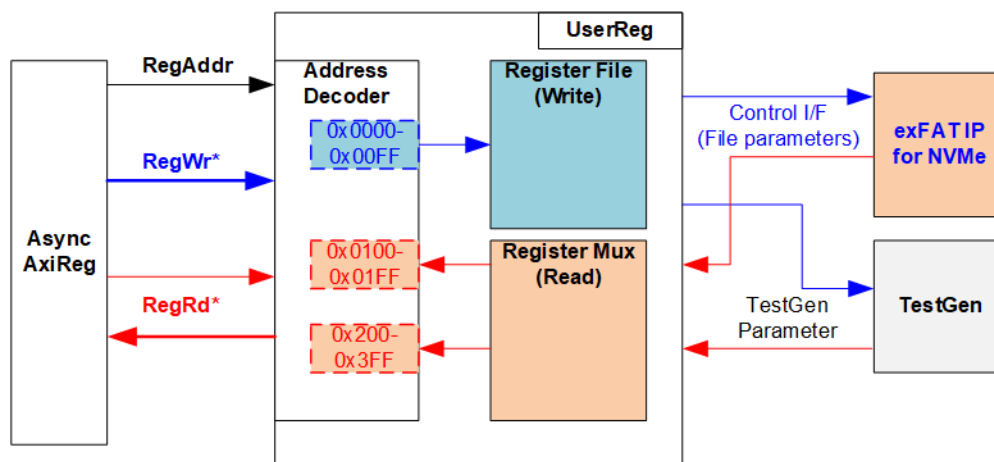 UserReg
RegAddr
Address
Decoder
Register File
(Write)
0x0000-
0x00FF
Control I/F
(File parameters)
exFAT IP
for NVMe
RegWr*
Async
AxiReg
0x0100-
0x01FF
Register Mux
(Read)
RegRd*
0x200-
0x3FF
TestGen
Parameter
TestGen